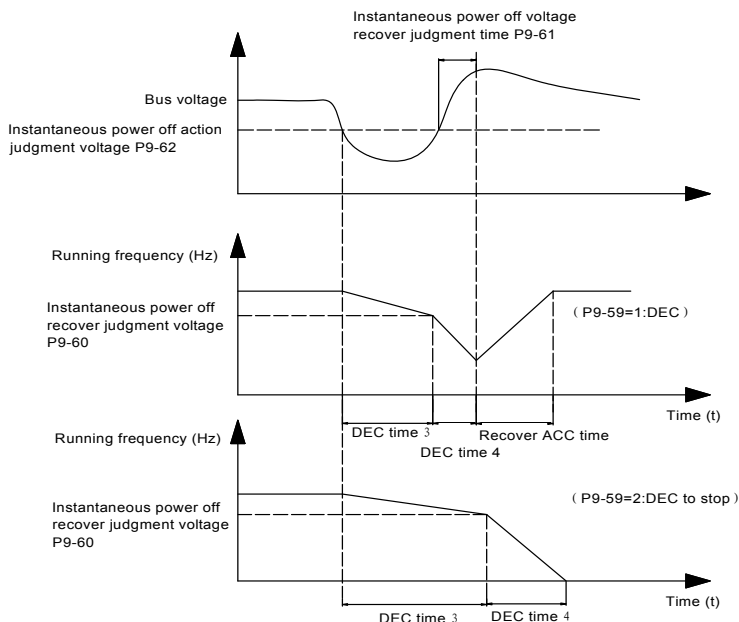 Instantaneous power off voltage
recover judgment time P9-61
Bus voltage
Instantaneous power off action
judgment voltage P9-62
Running frequency (Hz)
Instantaneous power off
recover judgment voltage
P9-60
( P9-59=1:DEC )
Time (t)
DEC time 3
Recover ACC time
DEC time 4
Running frequency (Hz)
Instantaneous power off
recover judgment voltage
P9-60
( P9-59=2:DEC to stop )
Time (t)
DEC time 3
DEC time 4